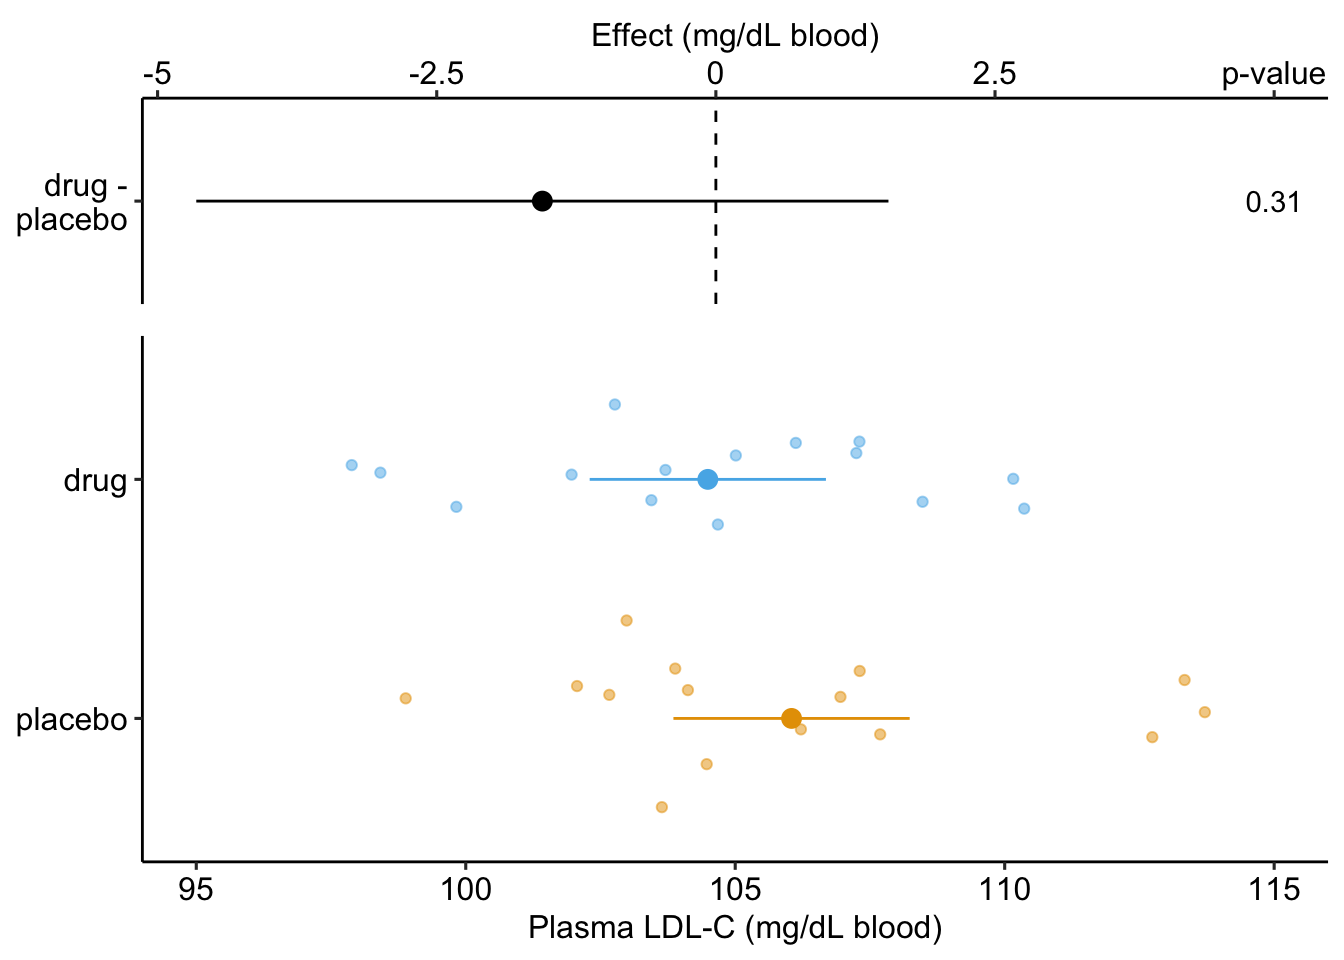 Effect (mg/dL blood)
-5 -2.5 0 2.5 p-value
drug -
placebo
0.31
drug
placebo
95 100 105 110 115
Plasma LDL-C (mg/dL blood)